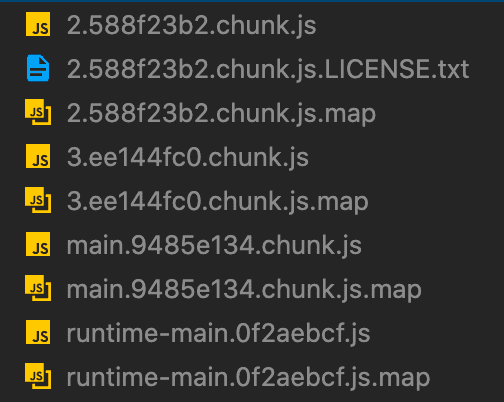 JS 2.588f23b2.chunk.js
2.588f23b2.chunk.js.LICENSE.txt
JS 2.588f23b2.chunk.js.map
JS 3.ee144fc0.chunk.js
JS 3.ee144fc0.chunk.js.map
JS main.9485e134.chunk.js
JS main.9485e134.chunk.js.map
JS runtime-main.0f2aebcf.js
JS runtime-main.0f2aebcf.js.map